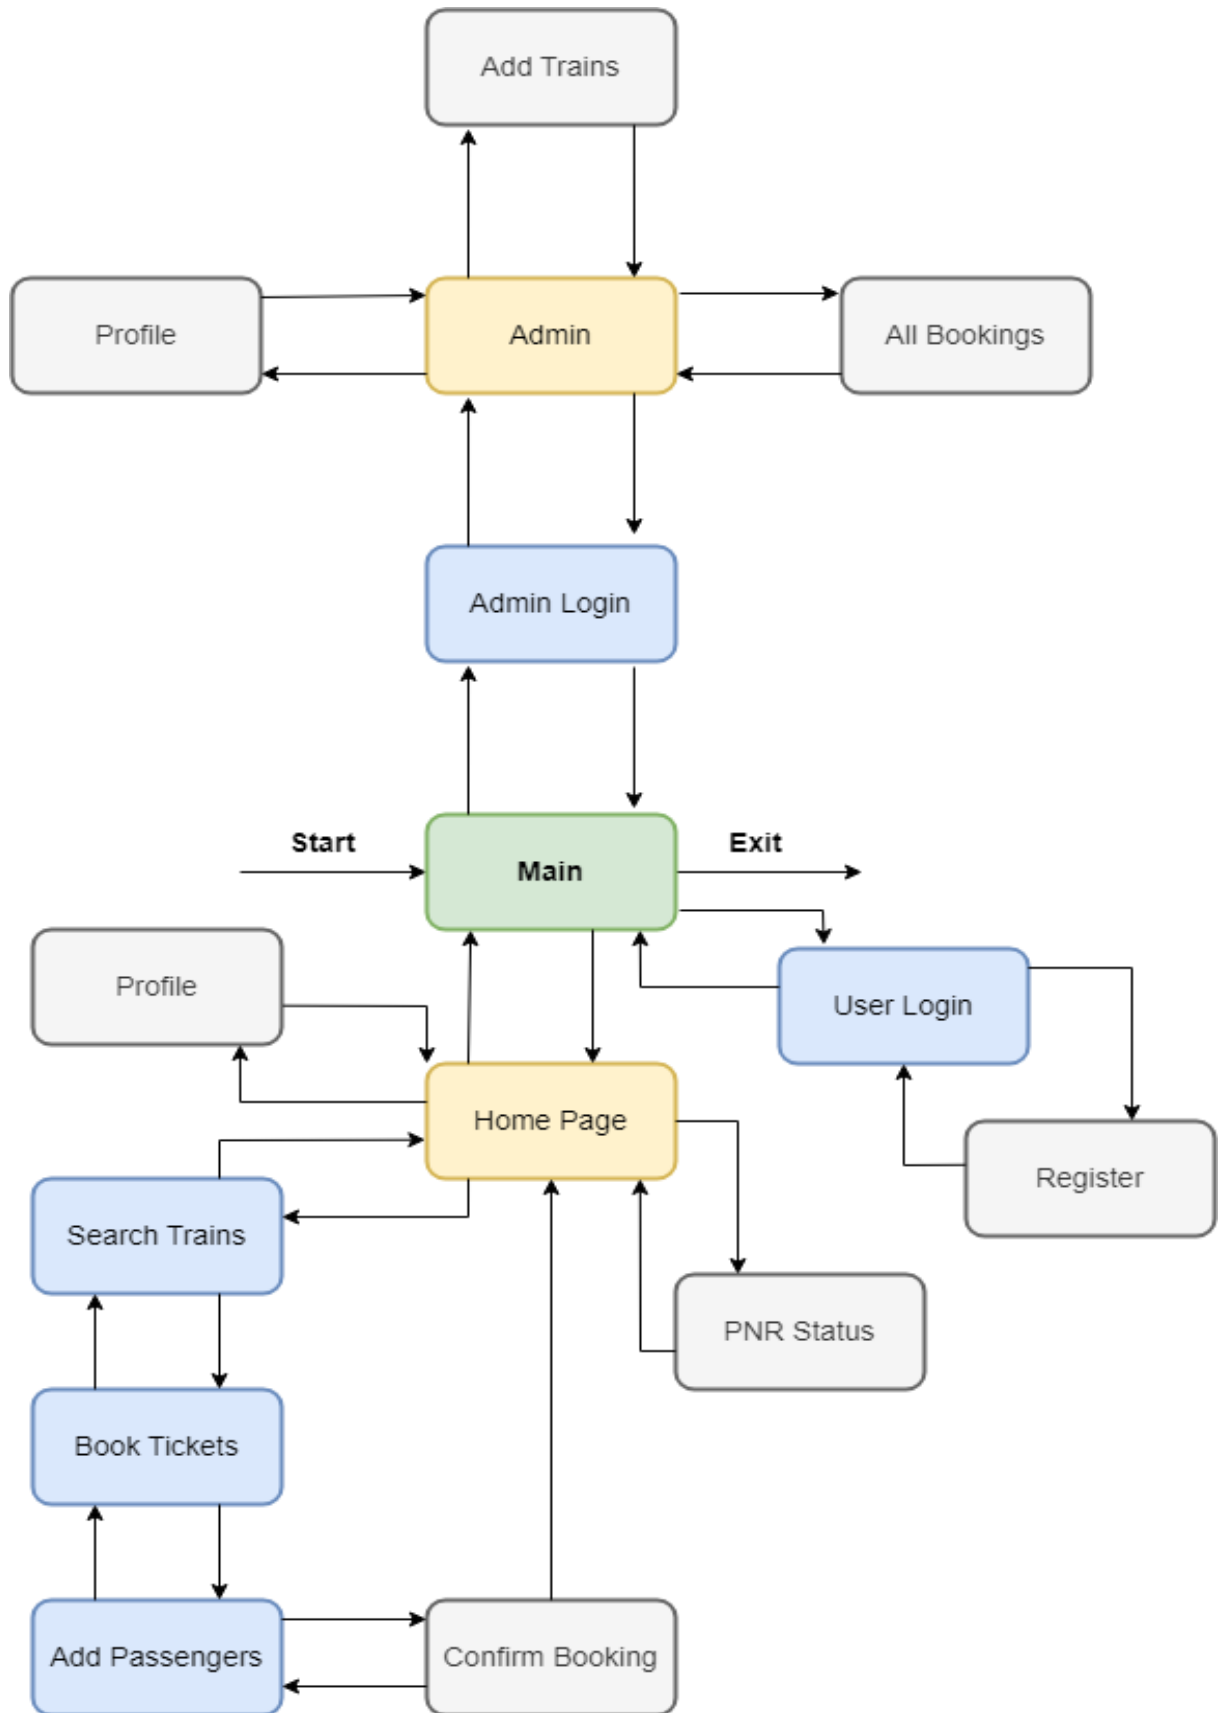 Add Trains
Profile
Admin
All Bookings
Admin Login
Start
Main
Exit
Profile
User Login
Home Page
Register
Search Trains
PNR Status
Book Tickets
Add Passengers
Confirm Booking